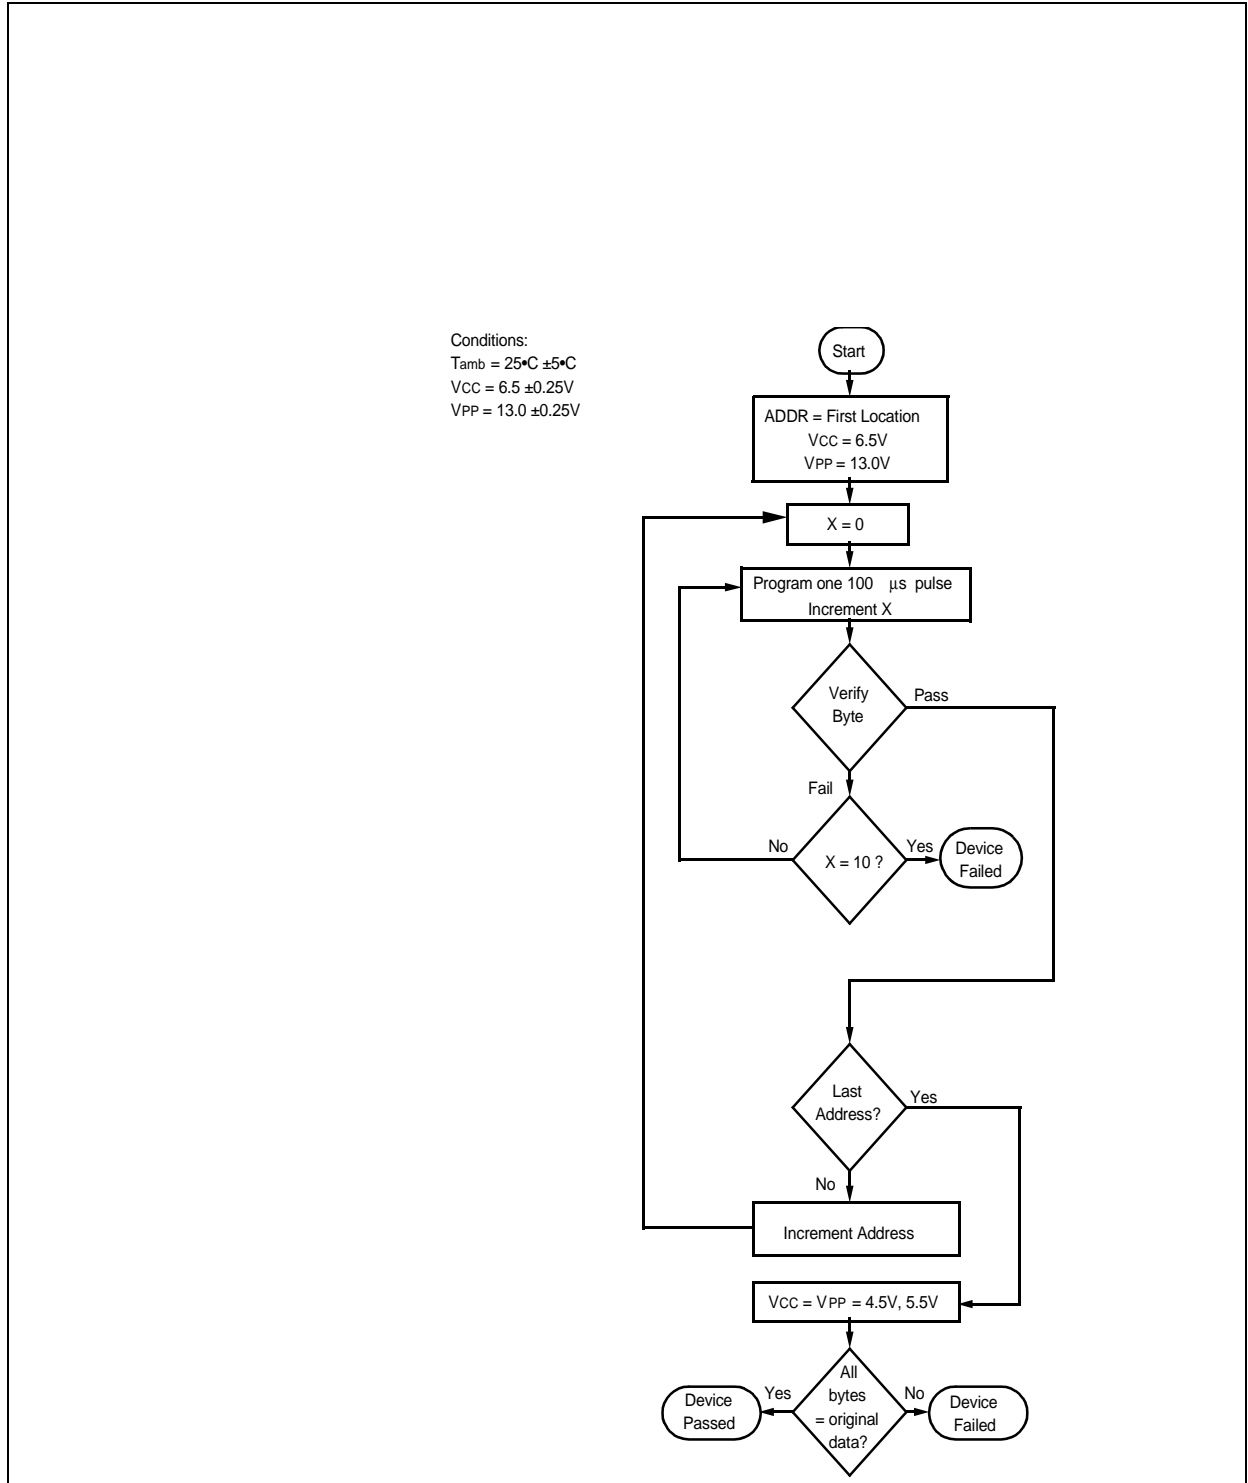 Conditions:
Tamb = 25•C ±5•C
VCC = 6.5 ±0.25V
VPP = 13.0 ±0.25V
Start
ADDR = First Location
VCC = 6.5V
VPP = 13.0V
X = 0
Program one 100 μs pulse
Increment X
Verify
Byte
Pass
Fail
No
X = 10 ?
Yes
Device
Failed
Last
Address?
Yes
No
Increment Address
VCC = VPP = 4.5V, 5.5V
Device
Passed
Yes
All
bytes
= original
data?
No
Device
Failed